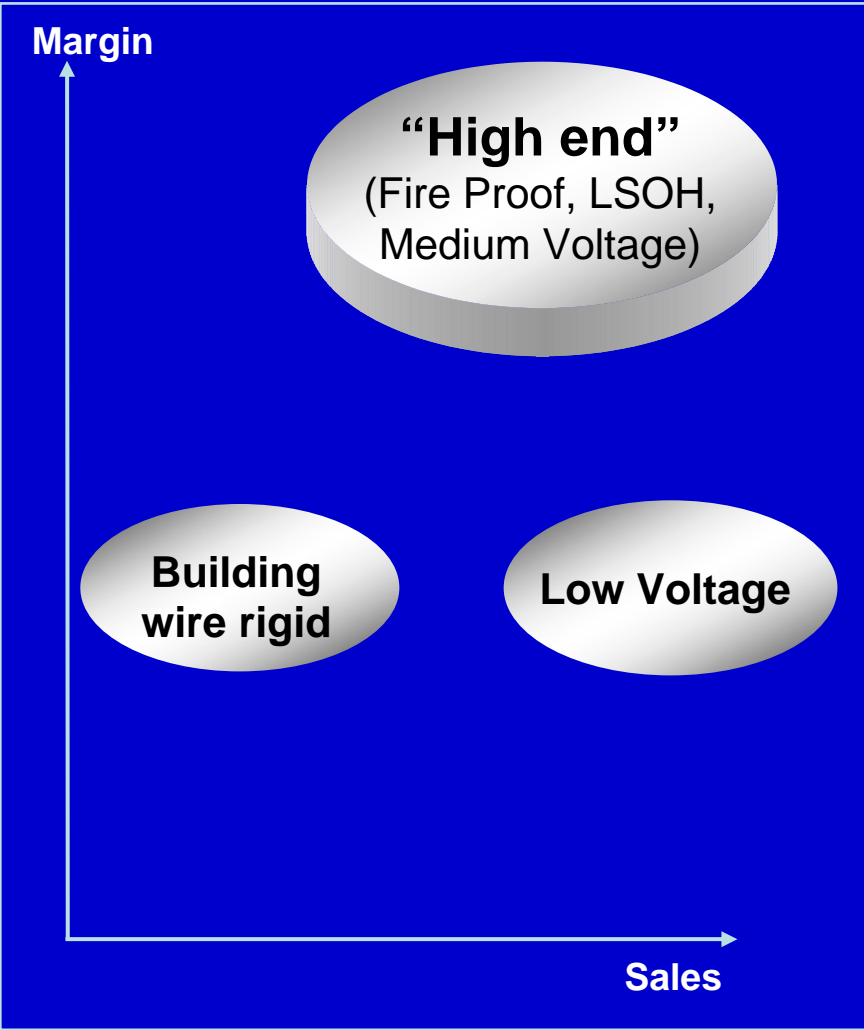 Margin
“High end”
(Fire Proof, LSOH,
Medium Voltage)
Building
wire rigid
Low Voltage
Sales